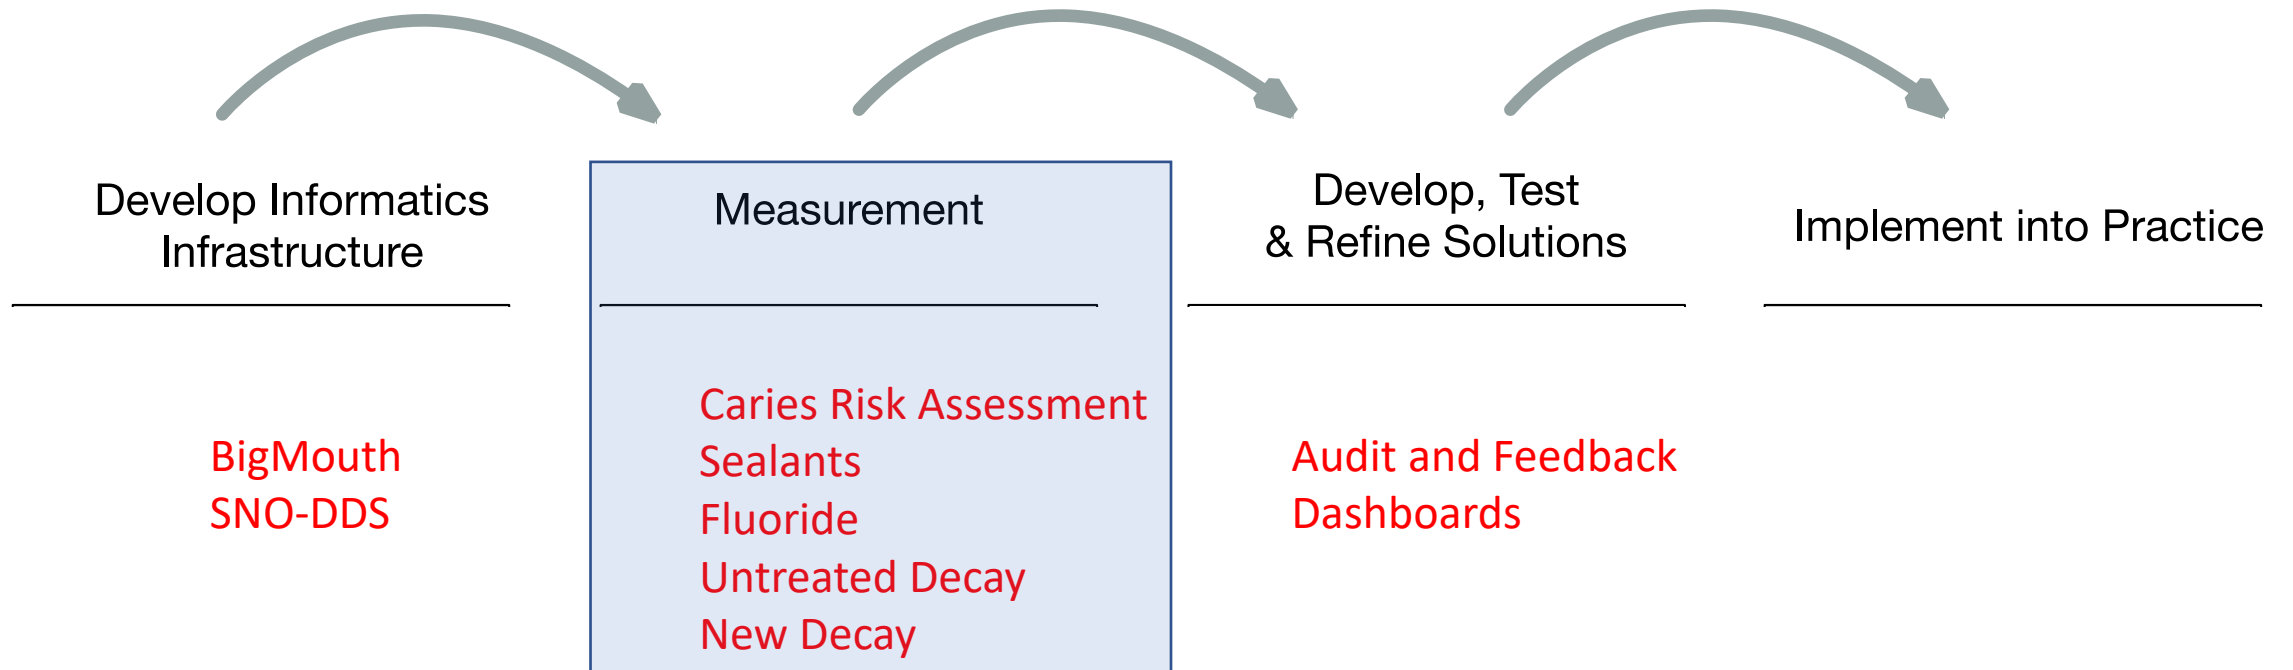 Develop Informatics
Infrastructure
Measurement
Develop, Test
& Refine Solutions
Implement into Practice
BigMouth
SNO-DDS
Caries Risk Assessment
Sealants
Fluoride
Untreated Decay
New Decay
Audit and Feedback
Dashboards